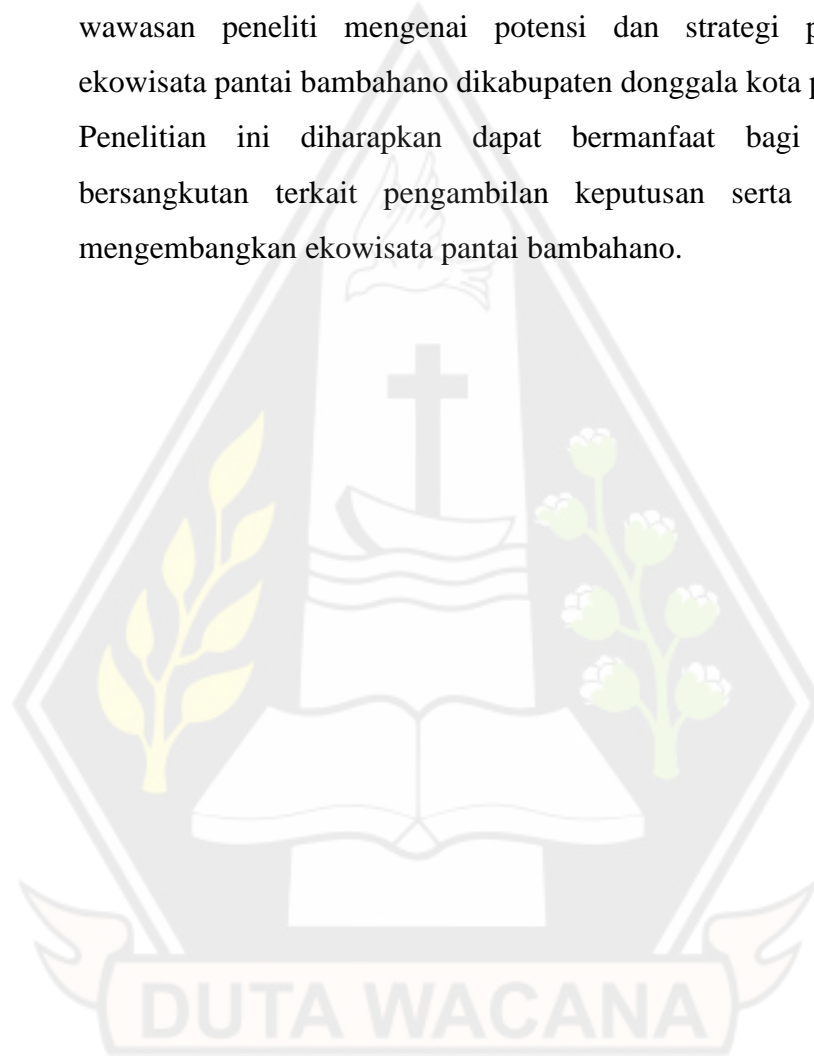 wawasan peneliti mengenai potensi dan strategi p
ekowisata pantai bambahano dikabupaten donggala kota p
Penelitian ini diharapkan dapat bermanfaat bagi
bersangkutan terkait pengambilan keputusan serta
mengembangkan ekowisata pantai bambahano.
DUTA WACANA